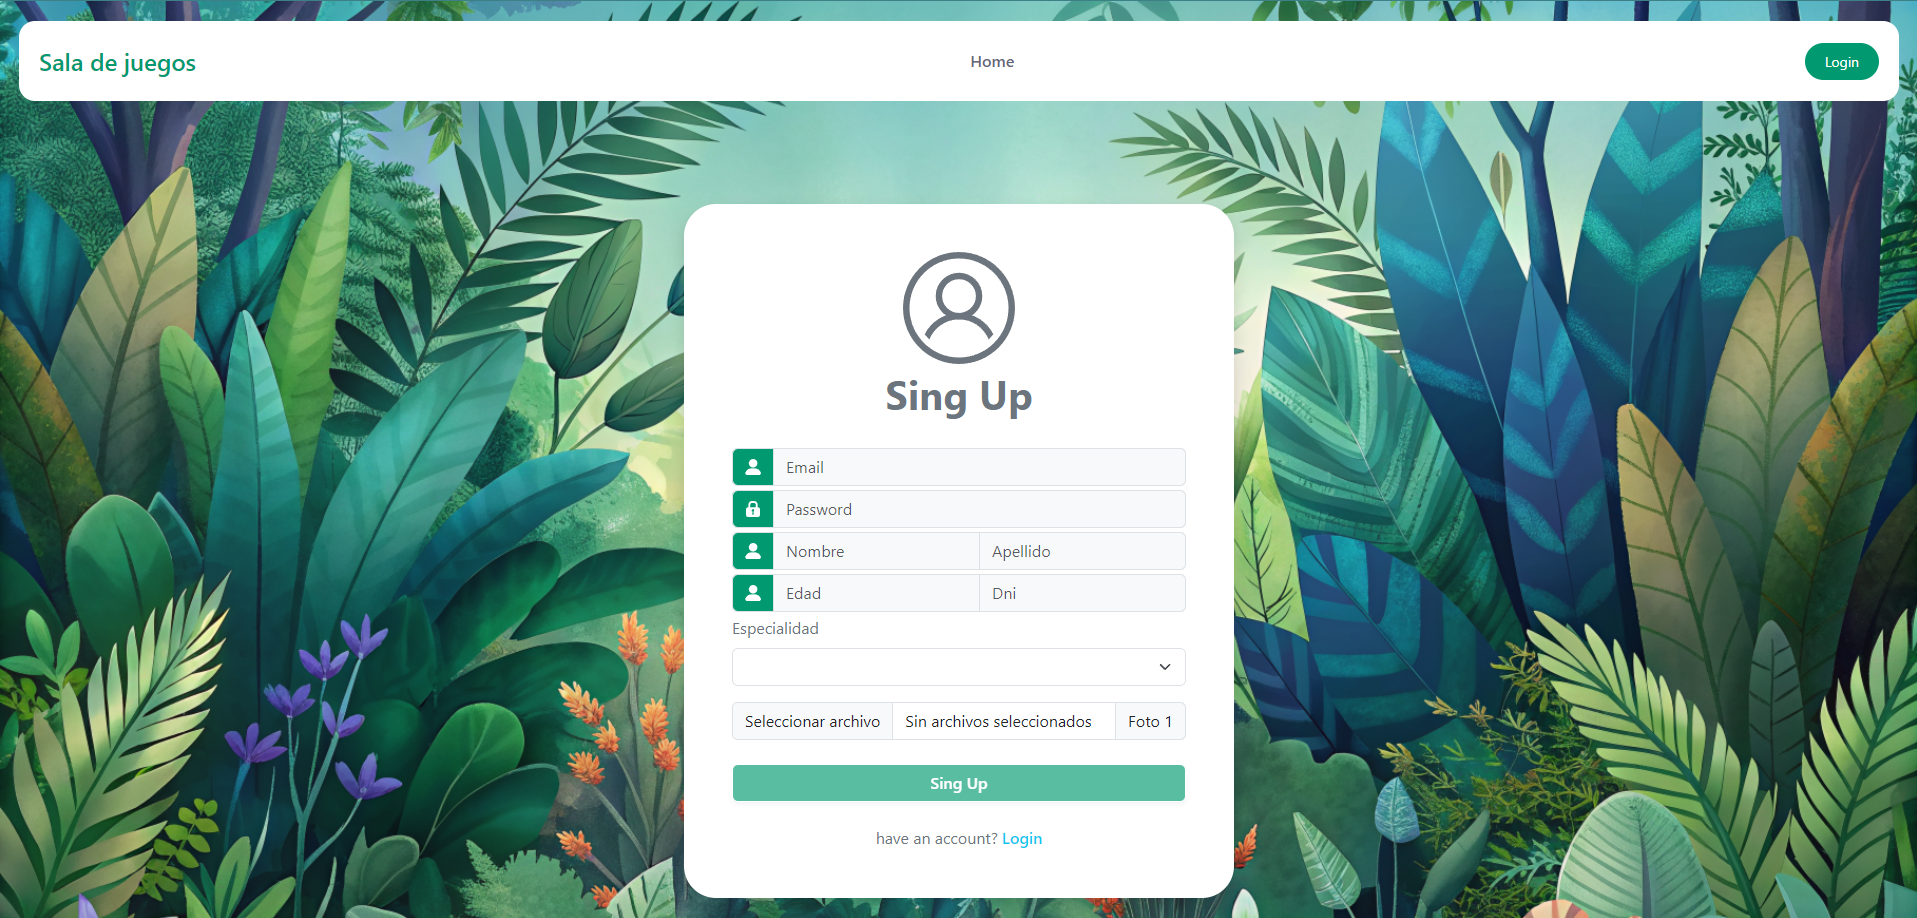 Sala de juegos
Home
Login
Sing Up
Email
Password
Nombre Apellido
Edad Dni
Especialidad
Seleccionar archivo Sin archivos seleccionados Foto 1
Sing Up
have an account? Login